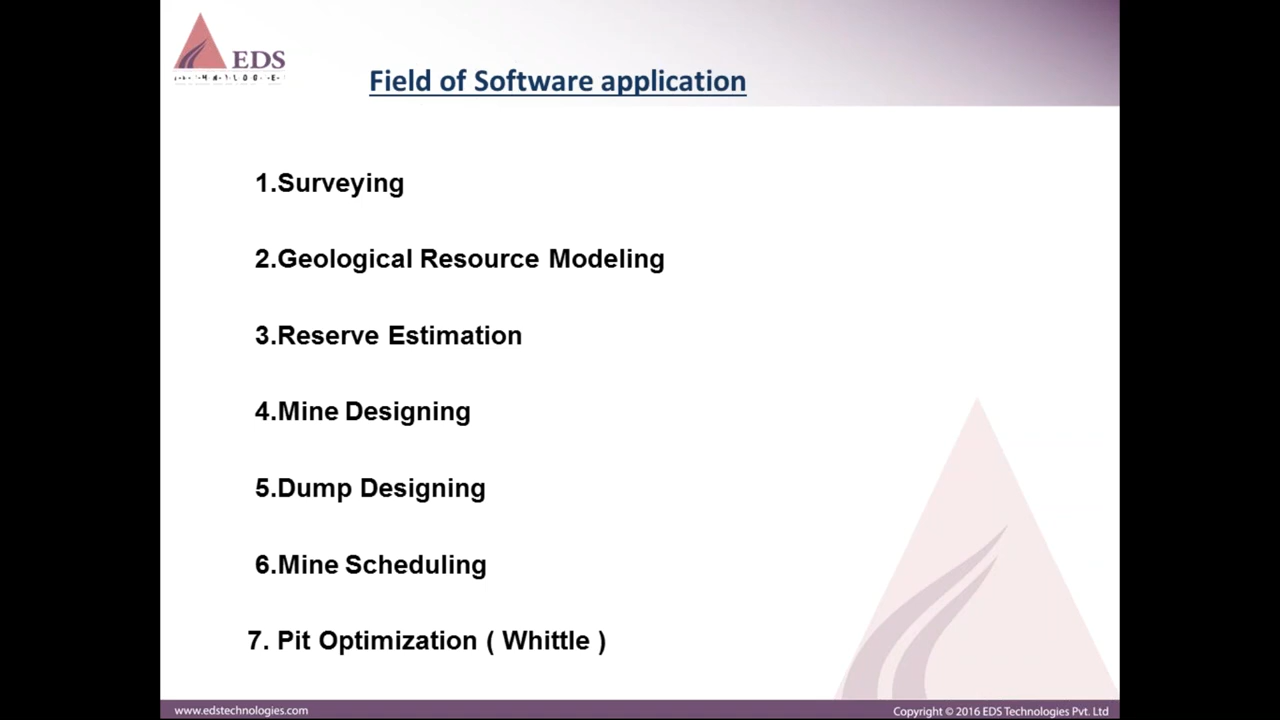 EDS
Field of Software application
1.Surveying
2.Geological Resource Modeling
3.Reserve Estimation
4.Mine Designing
5.Dump Designing
6.Mine Scheduling
7. Pit Optimization ( Whittle )
www.edstechnologies.com
Copyright © 2016 EDS Technologies Pvt. Ltd